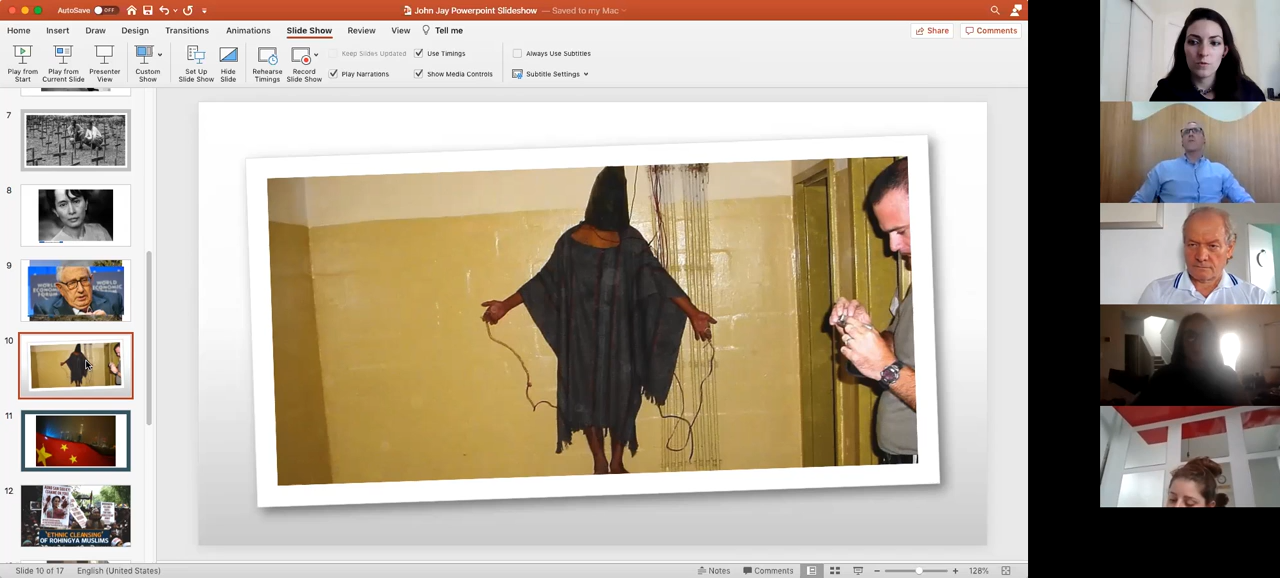 AutoSave OFF
John Jay Powerpoint Slideshow — Saved to my Mac
Home Insert Draw Design Transitions Animations Slide Show Review View Tell me
Share Comments
Keep Slides Updated Use Timings Always Use Subtitles
Play from Start
Play from Current Slide
Presenter View
Custom Show
Set Up Slide Show
Hide Slide
Rehearse Timings
Record Slide Show
Play Narrations Show Media Controls Subtitle Settings
7
8
9
WORLD ECONOMIC FORUM
10
11
12
"ETHNIC CLEANSING"
OF ROHINGYA MUSLIMS
Slide 10 of 17 English (United States) Notes Comments 128%